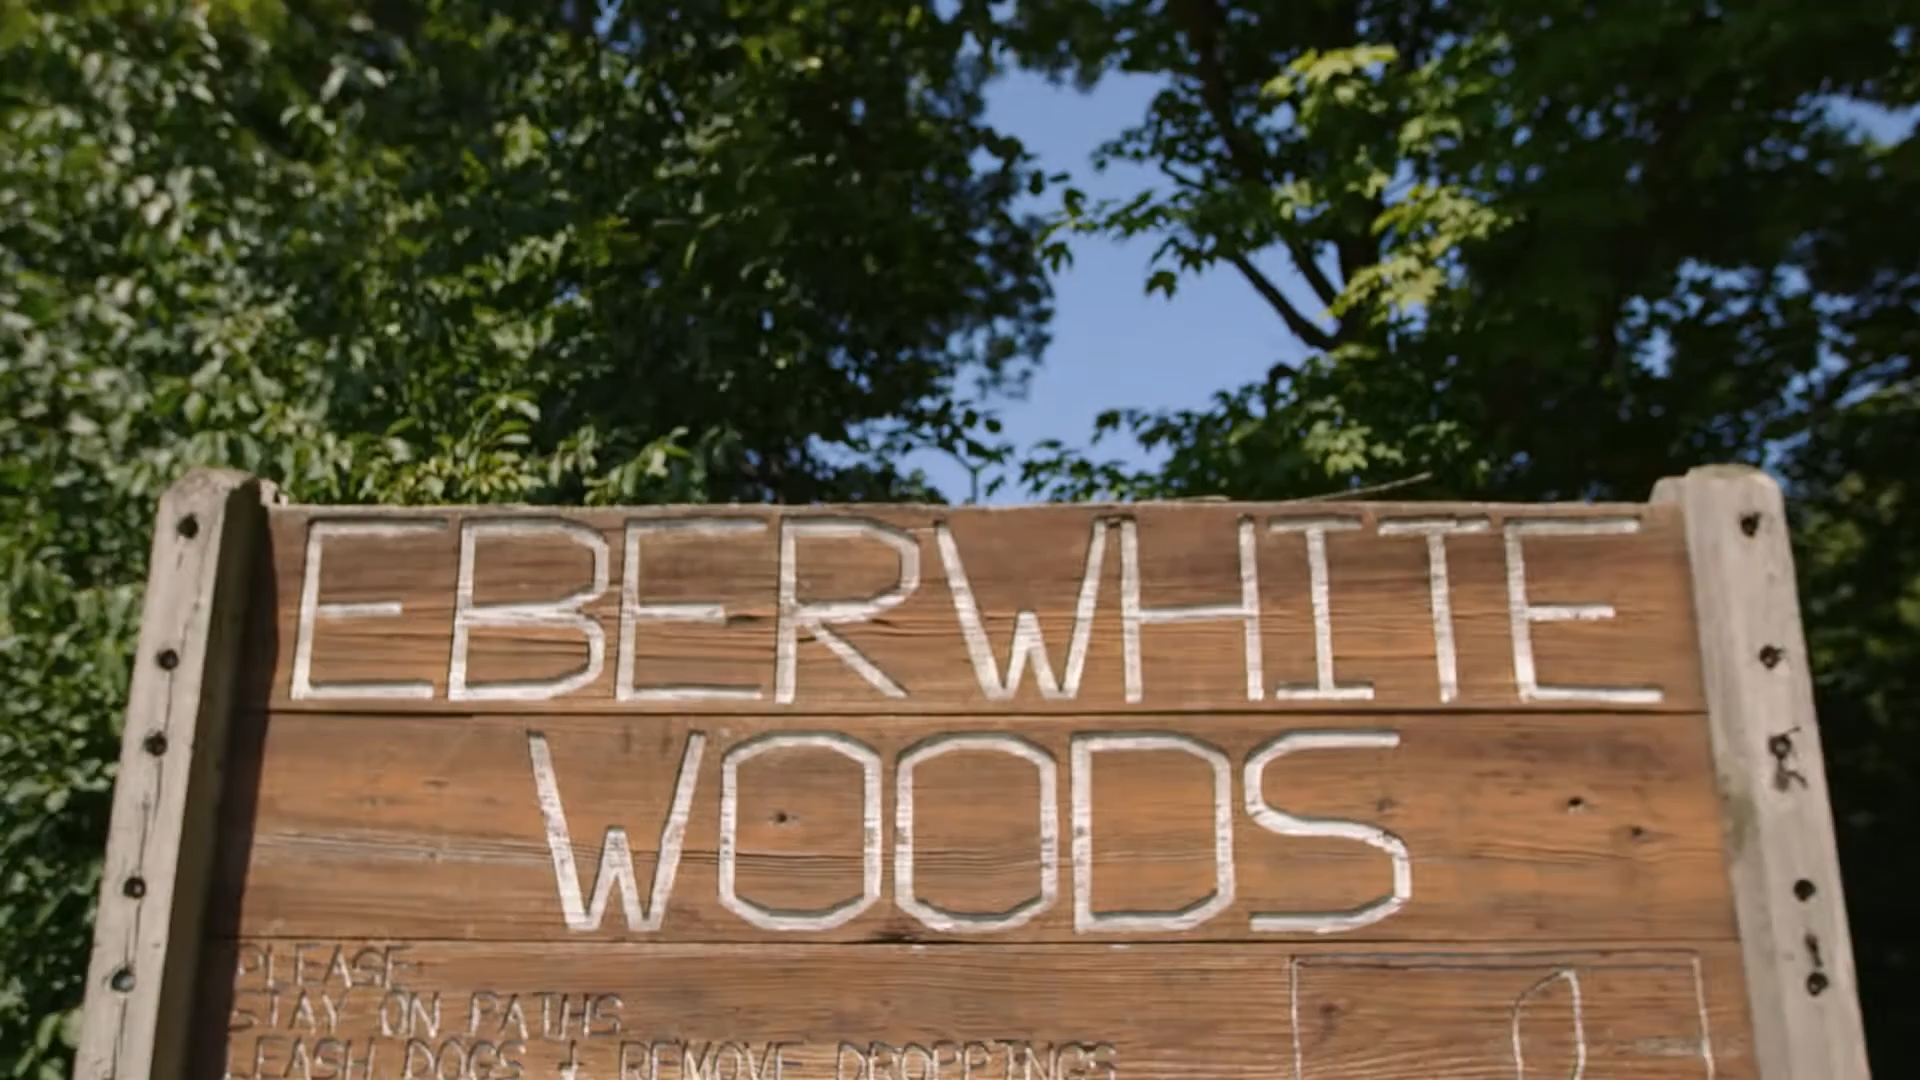 EBERWHITE
WOODS
PLEASE
STAY ON PATHS
LEASH DOGS + REMOVE DROPPINGS